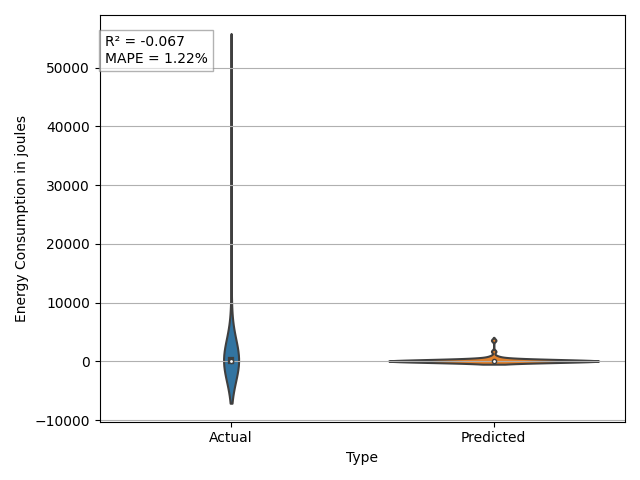 R² = -0.067
MAPE = 1.22%
50000
40000
30000
20000
10000
0
−10000
Energy Consumption in joules
Actual
Predicted
Type